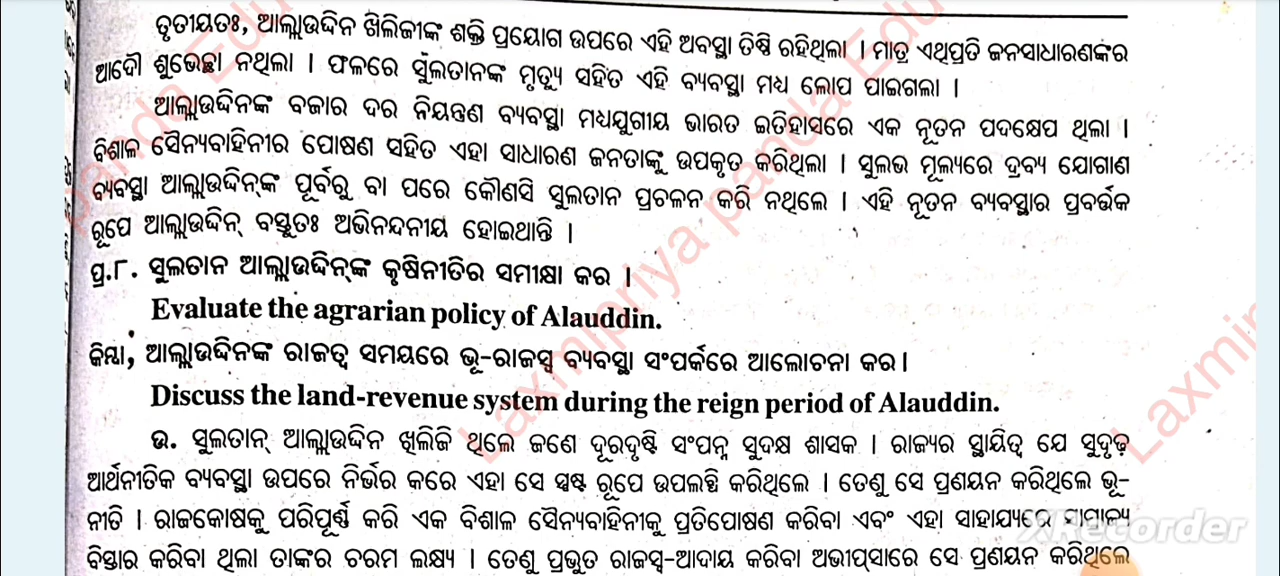 ତୃତୀୟତଃ, ଆଲ୍ଲାଉଦ୍ଦିନ ଖିଲିଜୀଙ୍କ ଶକ୍ତି ପ୍ରୟୋଗ ଉପରେ ଏହି ଅବସ୍ଥା ତିଷ୍ଠି ରହିଥିଲା । ମାତ୍ର ଏଥିପ୍ରତି ଜନସାଧାରଣଙ୍କର
ଆଦୌ ଶୁଭେଚ୍ଛା ନଥିଲା । ଫଳରେ ସୁଲତାନଙ୍କ ମୃତ୍ୟୁ ସହିତ ଏହି ବ୍ୟବସ୍ଥା ମଧ୍ୟ ଲୋପ ପାଇଗଲା ।
ଆଲ୍ଲାଉଦ୍ଦିନଙ୍କ ବଜାର ଦର ନିୟନ୍ତ୍ରଣ ବ୍ୟବସ୍ଥା ମଧ୍ୟଯୁଗୀୟ ଭାରତ ଇତିହାସରେ ଏକ ନୂତନ ପଦକ୍ଷେପ ଥିଲା ।
ବିଶାଳ ସୈନ୍ୟବାହିନୀର ପୋଷଣ ସହିତ ଏହା ସାଧାରଣ ଜନତାଙ୍କୁ ଉପକୃତ କରିଥିଲା । ସୁଲଭ ମୂଲ୍ୟରେ ଦ୍ରବ୍ୟ ଯୋଗାଣ
ବ୍ୟବସ୍ଥା ଆଲ୍ଲାଉଦ୍ଦିନ୍‌ଙ୍କ ପୂର୍ବରୁ ବା ପରେ କୌଣସି ସୁଲତାନ ପ୍ରଚଳନ କରି ନଥିଲେ । ଏହି ନୂତନ ବ୍ୟବସ୍ଥାର ପ୍ରବର୍ତ୍ତକ
ରୂପେ ଆଲ୍ଲାଉଦ୍ଦିନ୍ ବସ୍ତୁତଃ ଅଭିନନ୍ଦନୀୟ ହୋଇଥାନ୍ତି ।
ପ୍ର.୮. ସୁଲତାନ ଆଲ୍ଲାଉଦ୍ଦିନ୍‌ଙ୍କ କୃଷିନୀତିର ସମୀକ୍ଷା କର ।
Evaluate the agrarian policy of Alauddin.
କିମ୍ବା, ଆଲ୍ଲାଉଦ୍ଦିନଙ୍କ ରାଜତ୍ୱ ସମୟରେ ଭୂ-ରାଜସ୍ୱ ବ୍ୟବସ୍ଥା ସଂପର୍କରେ ଆଲୋଚନା କର ।
Discuss the land-revenue system during the reign period of Alauddin.
ଉ. ସୁଲତାନ୍ ଆଲ୍ଲାଉଦ୍ଦିନ ଖିଲିଜି ଥିଲେ ଜଣେ ଦୂରଦୃଷ୍ଟି ସଂପନ୍ନ ସୁଦକ୍ଷ ଶାସକ । ରାଜ୍ୟର ସ୍ଥାୟିତ୍ୱ ଯେ ସୁଦୃଢ଼
ଆର୍ଥନୀତିକ ବ୍ୟବସ୍ଥା ଉପରେ ନିର୍ଭର କରେ ଏହା ସେ ସ୍ପଷ୍ଟ ରୂପେ ଉପଲବ୍ଧି କରିଥିଲେ । ତେଣୁ ସେ ପ୍ରଣୟନ କରିଥିଲେ ଭୂ-
ନୀତି । ରାଜକୋଷକୁ ପରିପୂର୍ଣ୍ଣ କରି ଏକ ବିଶାଳ ସୈନ୍ୟବାହିନୀକୁ ପ୍ରତିପୋଷଣ କରିବା ଏବଂ ଏହା ସାହାଯ୍ୟରେ ସାମ୍ରାଜ୍ୟ
ବିସ୍ତାର କରିବା ଥିଲା ତାଙ୍କର ଚରମ ଲକ୍ଷ୍ୟ । ତେଣୁ ପ୍ରଭୂତ ରାଜସ୍ୱ-ଆଦାୟ କରିବା ଅଭୀପ୍‌ସାରେ ସେ ପ୍ରଣୟନ କରିଥିଲେ
Laxmipriya panda Edu
Laxmip
XRecorder